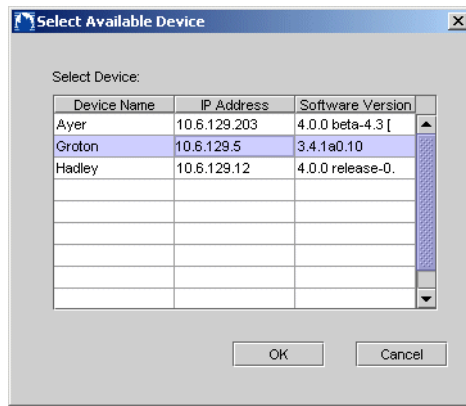 Select Available Device
Select Device:
Device Name IP Address Software Version
Ayer 10.6.129.203 4.0.0 beta-4.3 [
Groton 10.6.129.5 3.4.1a0.10
Hadley 10.6.129.12 4.0.0 release-0.
OK Cancel